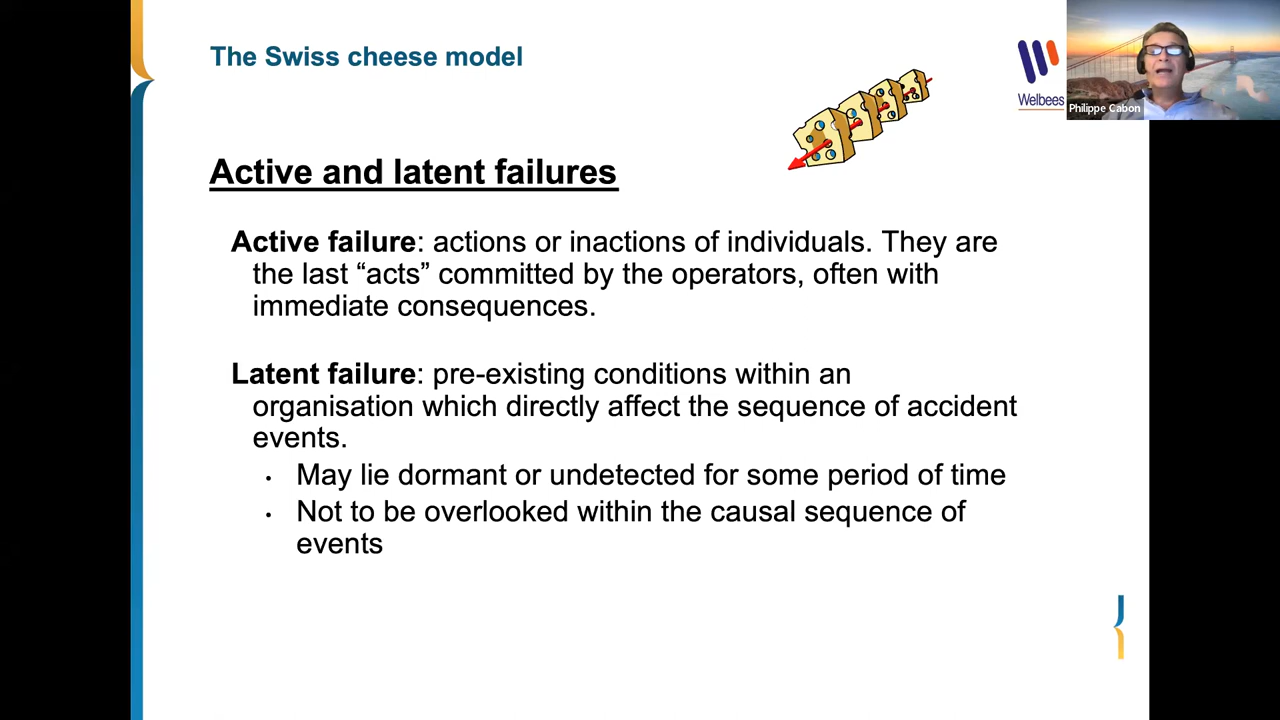 The Swiss cheese model
Welbees
Philippe Cabon
Active and latent failures
Active failure: actions or inactions of individuals. They are
the last “acts” committed by the operators, often with
immediate consequences.
Latent failure: pre-existing conditions within an
organisation which directly affect the sequence of accident
events.
• May lie dormant or undetected for some period of time
• Not to be overlooked within the causal sequence of
events